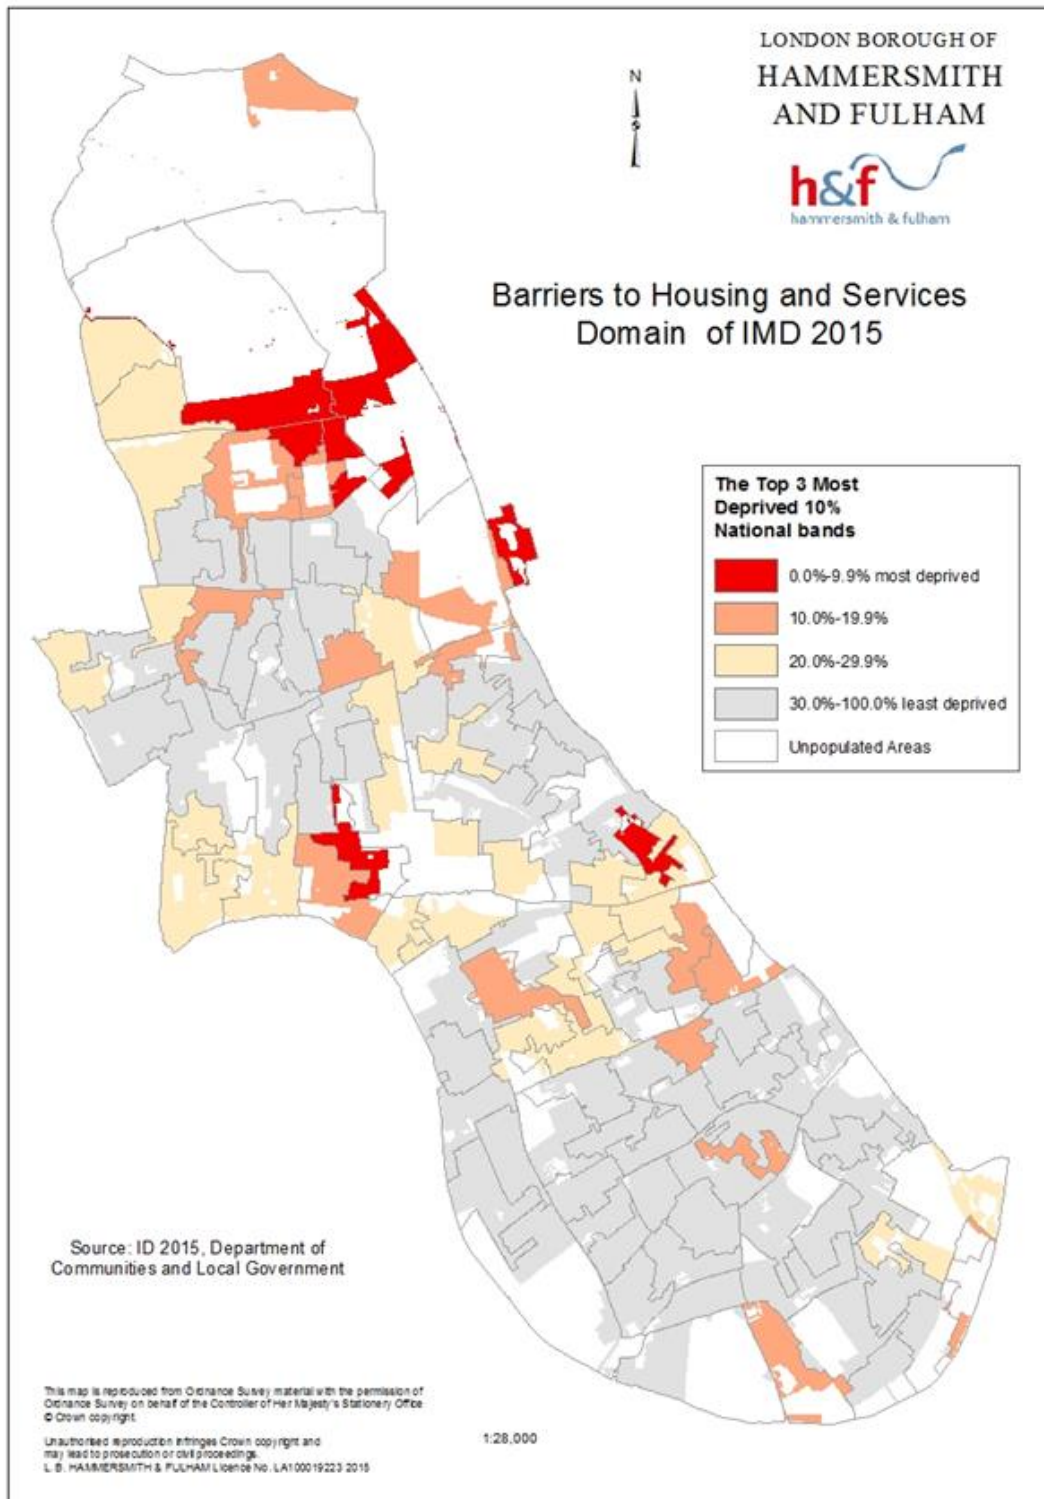 LONDON BOROUGH OF
HAMMERSMITH
AND FULHAM
N
h&f
hammersmith & fulham
Barriers to Housing and Services
Domain of IMD 2015
The Top 3 Most
Deprived 10%
National bands
0.0%-9.9% most deprived
10.0%-19.9%
20.0%-29.9%
30.0%-100.0% least deprived
Unpopulated Areas
Source: ID 2015, Department of
Communities and Local Government
This map is reproduced from Ordnance Survey material with the permission of
Ordnance Survey on behalf of the Controller of Her Majesty's Stationery Office
© Crown copyright.
Unauthorised reproduction infringes Crown copyright and
may lead to prosecution or civil proceedings.
L. B. HAMMERSMITH & FULHAM Licence No. LA100019223 2015
1:28,000